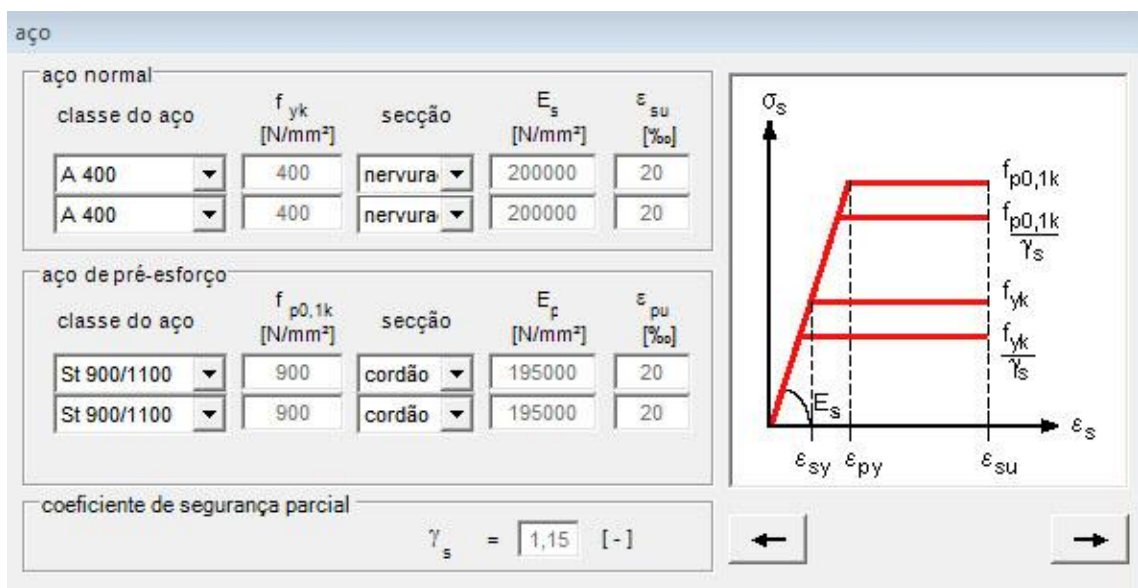 aço
aço normal
classe do aço f yk [N/mm²] secção E s [N/mm²] ε su [‰]
A 400 400 nervura 200000 20
A 400 400 nervura 200000 20
aço de pré-esforço
classe do aço f p0,1k [N/mm²] secção E p [N/mm²] ε pu [‰]
St 900/1100 900 cordão 195000 20
St 900/1100 900 cordão 195000 20
coeficiente de segurança parcial
γ s = 1,15 [ - ]
σs
fp0,1k
fp0,1k
γs
fyk
fyk
γs
Es
εs
εsy εpy εsu